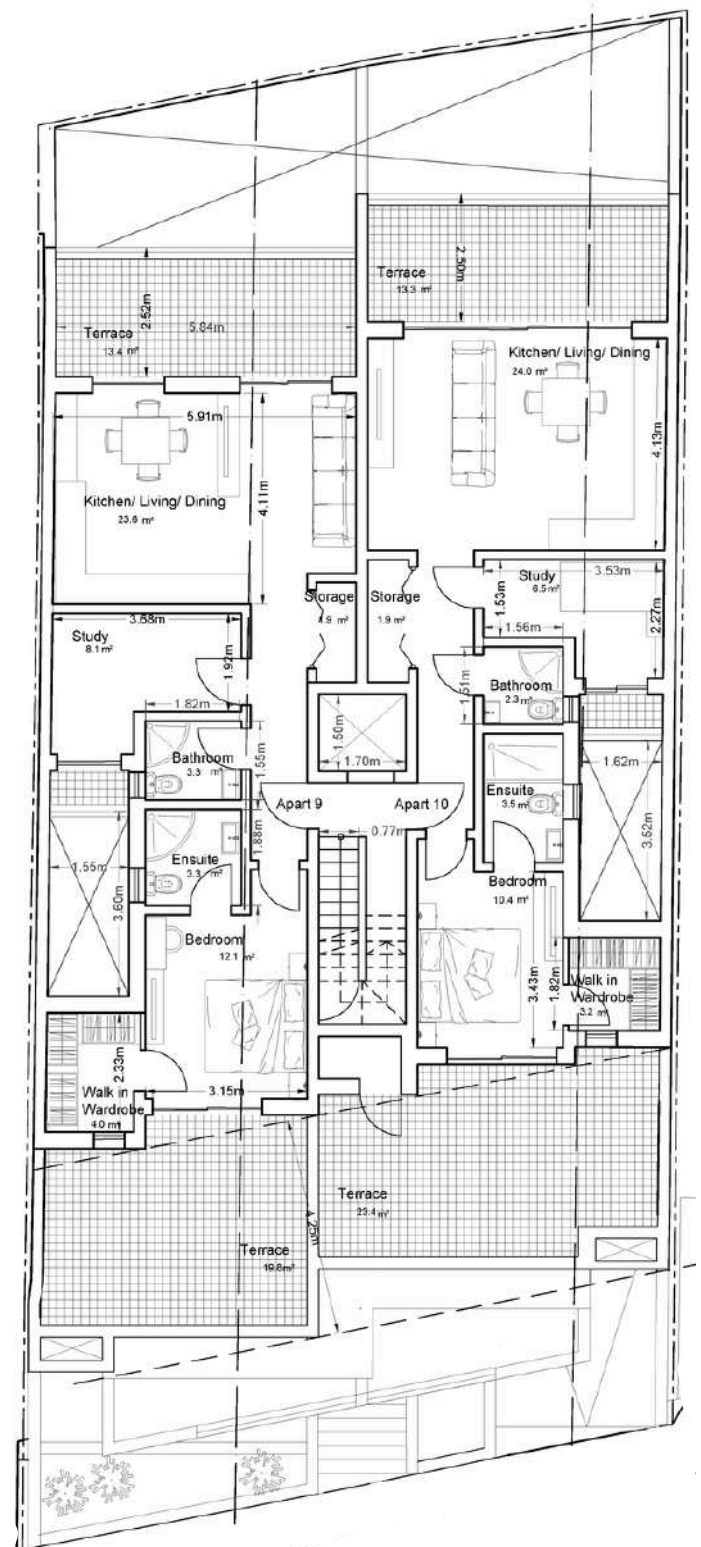 2.50m
Terrace
13.3 m²
2.52m
Terrace
5.84m
13.4 m²
Kitchen/ Living/ Dining
24.0 m²
5.91m
4.13m
4.11m
Kitchen/ Living/ Dining
23.6 m²
Storage
1.9 m²
Storage
1.9 m²
Study
3.53m
6.5 m²
1.53m
2.27m
1.56m
3.68m
Study
8.1 m²
1.92m
1.82m
1.51m
Bathroom
2.3 m²
1.50m
1.70m
Bathroom
3.3 m²
1.55m
1.62m
Ensuite
3.5 m²
Apart 9
Apart 10
0.77m
3.52m
1.88m
Ensuite
3.3 m²
1.55m
3.60m
Bedroom
10.4 m²
Bedroom
12.1 m²
3.43m
1.82m
Walk in
Wardrobe
3.2 m²
2.33m
3.15m
Walk in
Wardrobe
4.0 m²
Terrace
23.4 m²
4.25m
Terrace
19.8 m²